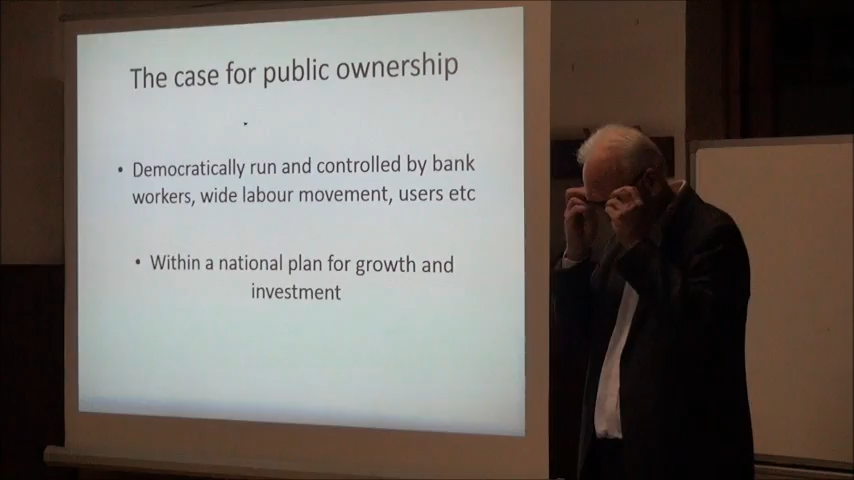 The case for public ownership
• Democratically run and controlled by bank
workers, wide labour movement, users etc
• Within a national plan for growth and
investment